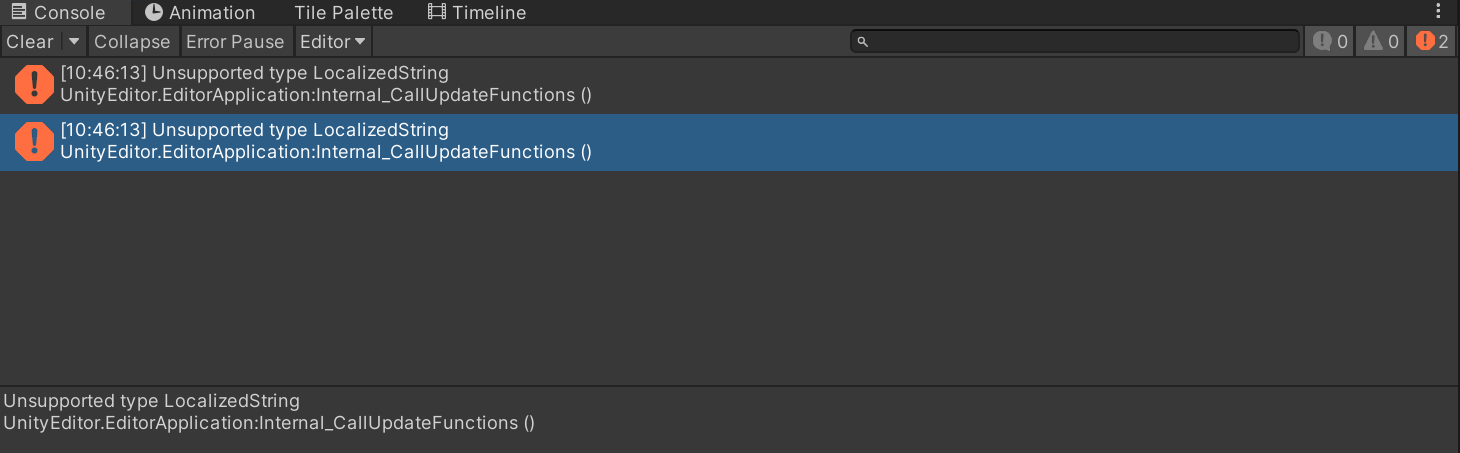 Console Animation Tile Palette Timeline
Clear Collapse Error Pause Editor 0 0 2
[10:46:13] Unsupported type LocalizedString
UnityEditor.EditorApplication:Internal_CallUpdateFunctions ()
[10:46:13] Unsupported type LocalizedString
UnityEditor.EditorApplication:Internal_CallUpdateFunctions ()
Unsupported type LocalizedString
UnityEditor.EditorApplication:Internal_CallUpdateFunctions ()